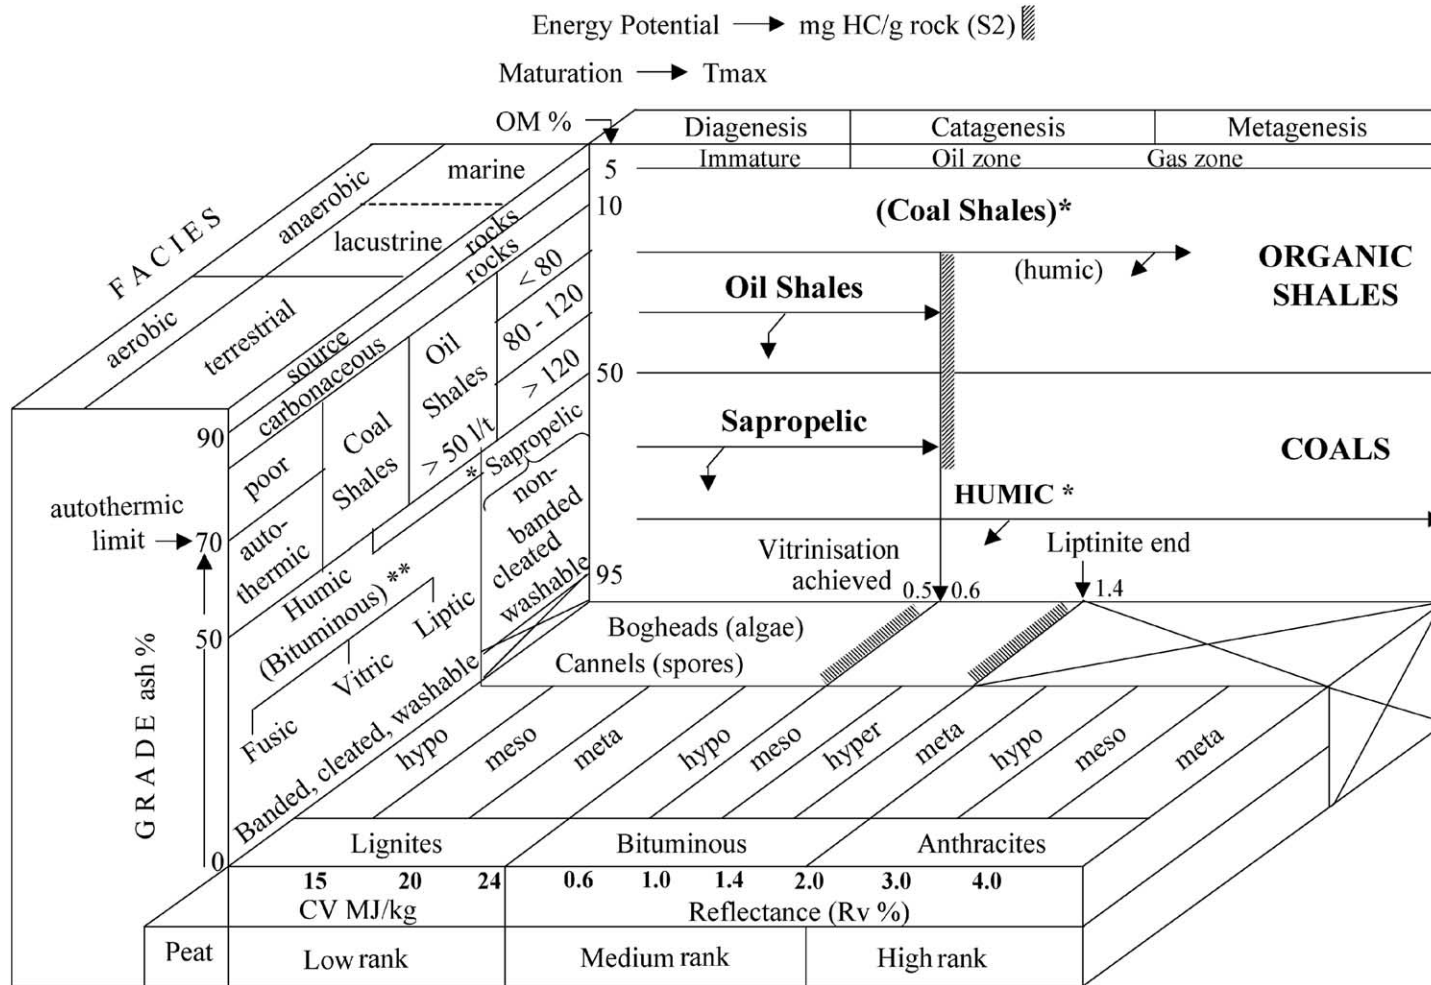 Energy Potential → mg HC/g rock (S2)
Maturation → Tmax
OM %
Diagenesis Catagenesis Metagenesis
Immature Oil zone Gas zone
5
10
50
95
FACIES
anaerobic
aerobic
marine
lacustrine
terrestrial
source rocks
carbonaceous rocks
(Coal Shales)*
(humic)
ORGANIC
SHALES
Oil Shales
Sapropelic
COALS
HUMIC *
Vitrinisation
achieved
Liptinite end
0.5 0.6
1.4
< 80
80 - 120
> 120
Oil
Shales
> 50 l/t
Coal
Shales
poor
auto-
thermic
90
autothermic
limit
70
50
0
GRADE ash %
* Sapropelic
non-
banded
cleated
washable
Humic
(Bituminous) **
Fusic
Vitric
Liptic
Banded, cleated, washable
Bogheads (algae)
Cannels (spores)
hypo meso meta hypo meso hyper meta hypo meso meta
Lignites Bituminous Anthracites
15 20 24 0.6 1.0 1.4 2.0 3.0 4.0
CV MJ/kg Reflectance (Rv %)
Peat Low rank Medium rank High rank